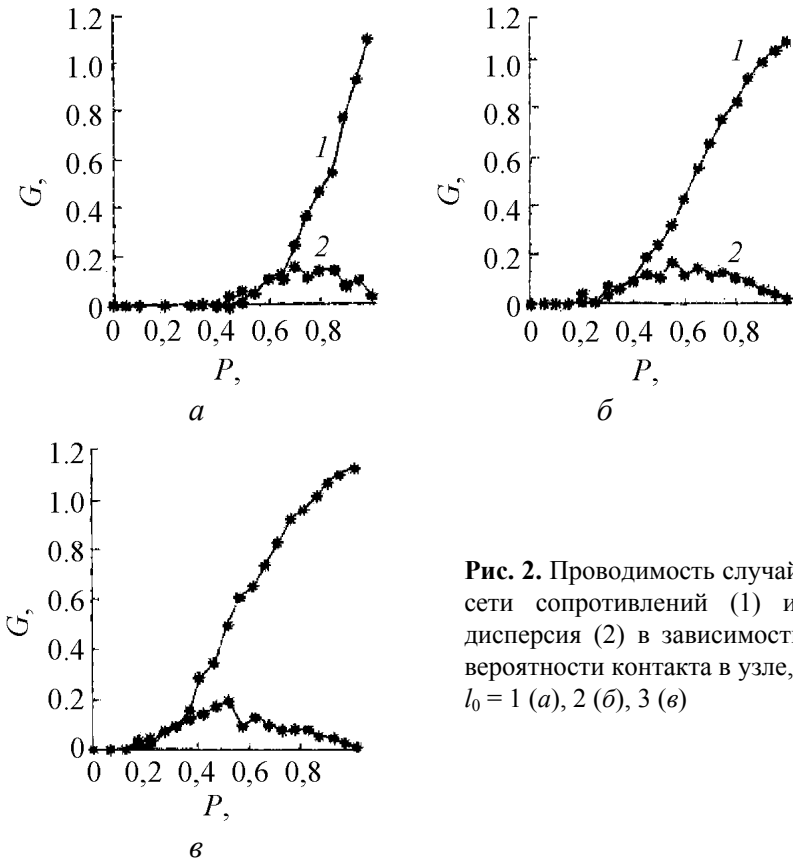 1.2
1.0
0.8
0.6
0.4
0.2
0
G,
1
2
0 0,2 0,4 0,6 0,8
P,
а
1.2
1.0
0.8
0.6
0.4
0.2
0
G,
1
2
0 0,2 0,4 0,6 0,8
P,
б
1.2
1.0
0.8
0.6
0.4
0.2
0
G,
0 0,2 0,4 0,6 0,8
P,
в
Рис. 2. Проводимость случай
сети сопротивлений (1) и
дисперсия (2) в зависимост
вероятности контакта в узле,
l₀ = 1 (а), 2 (б), 3 (в)